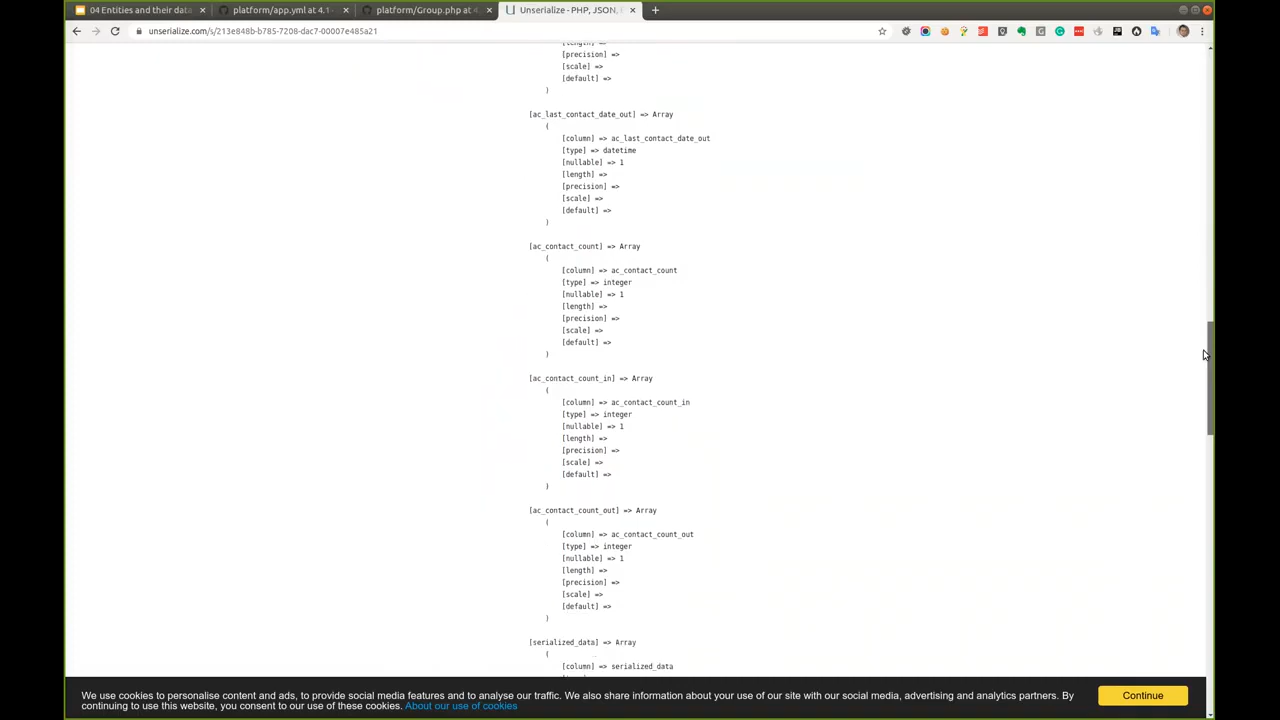 04 Entities and their data
platform/app.yml at 4.1
platform/Group.php at 4.
Unserialize - PHP, JSON,
unserialize.com/s/213e848b-b785-7208-dac7-00007e485a21
[length] =>
[precision] =>
[scale] =>
[default] =>
)
[ac_last_contact_date_out] => Array
(
[column] => ac_last_contact_date_out
[type] => datetime
[nullable] => 1
[length] =>
[precision] =>
[scale] =>
[default] =>
)
[ac_contact_count] => Array
(
[column] => ac_contact_count
[type] => integer
[nullable] => 1
[length] =>
[precision] =>
[scale] =>
[default] =>
)
[ac_contact_count_in] => Array
(
[column] => ac_contact_count_in
[type] => integer
[nullable] => 1
[length] =>
[precision] =>
[scale] =>
[default] =>
)
[ac_contact_count_out] => Array
(
[column] => ac_contact_count_out
[type] => integer
[nullable] => 1
[length] =>
[precision] =>
[scale] =>
[default] =>
)
[serialized_data] => Array
(
[column] => serialized_data
We use cookies to personalise content and ads, to provide social media features and to analyse our traffic. We also share information about your use of our site with our social media, advertising and analytics partners. By
continuing to use this website, you consent to our use of these cookies. About our use of cookies
Continue